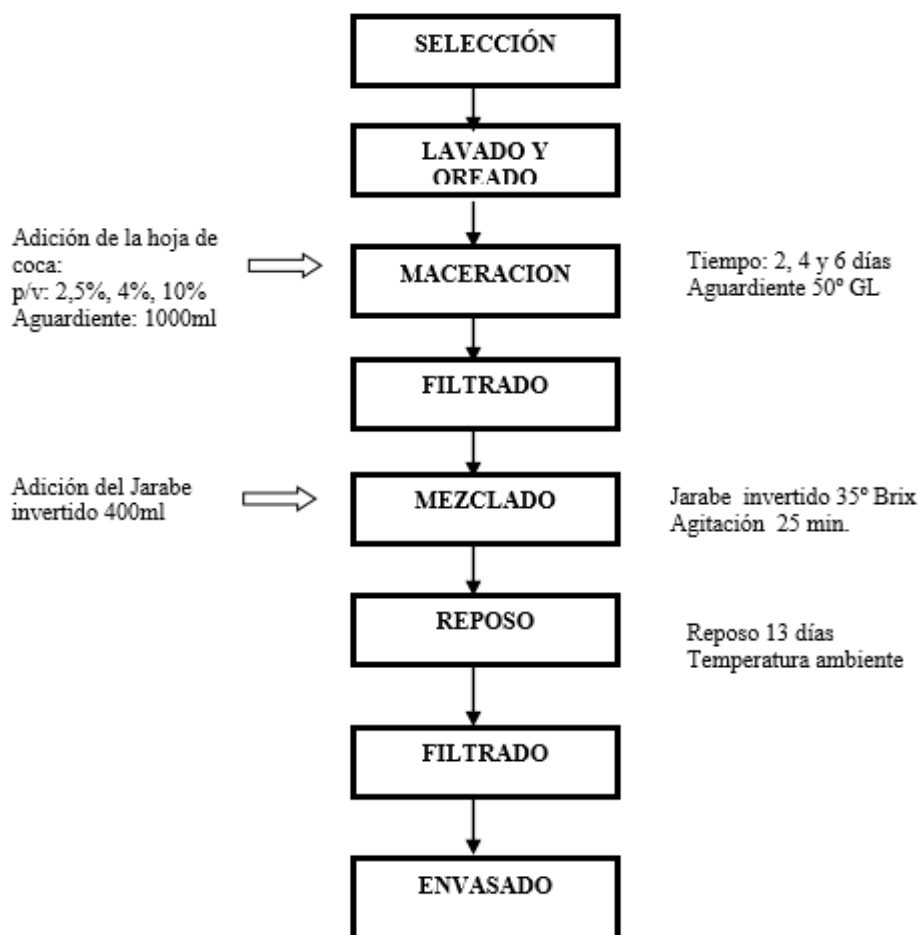 SELECCIÓN
LAVADO Y
OREADO
Adición de la hoja de
coca:
p/v: 2,5%, 4%, 10%
Aguardiente: 1000ml
MACERACION
Tiempo: 2, 4 y 6 días
Aguardiente 50º GL
FILTRADO
Adición del Jarabe
invertido 400ml
MEZCLADO
Jarabe invertido 35º Brix
Agitación 25 min.
REPOSO
Reposo 13 días
Temperatura ambiente
FILTRADO
ENVASADO